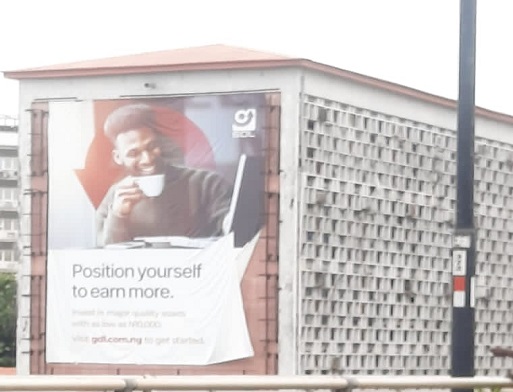 Position yourself
to earn more.
Invest in major quality assets
with as low as N10,000.
Visit gdl.com.ng to get started.